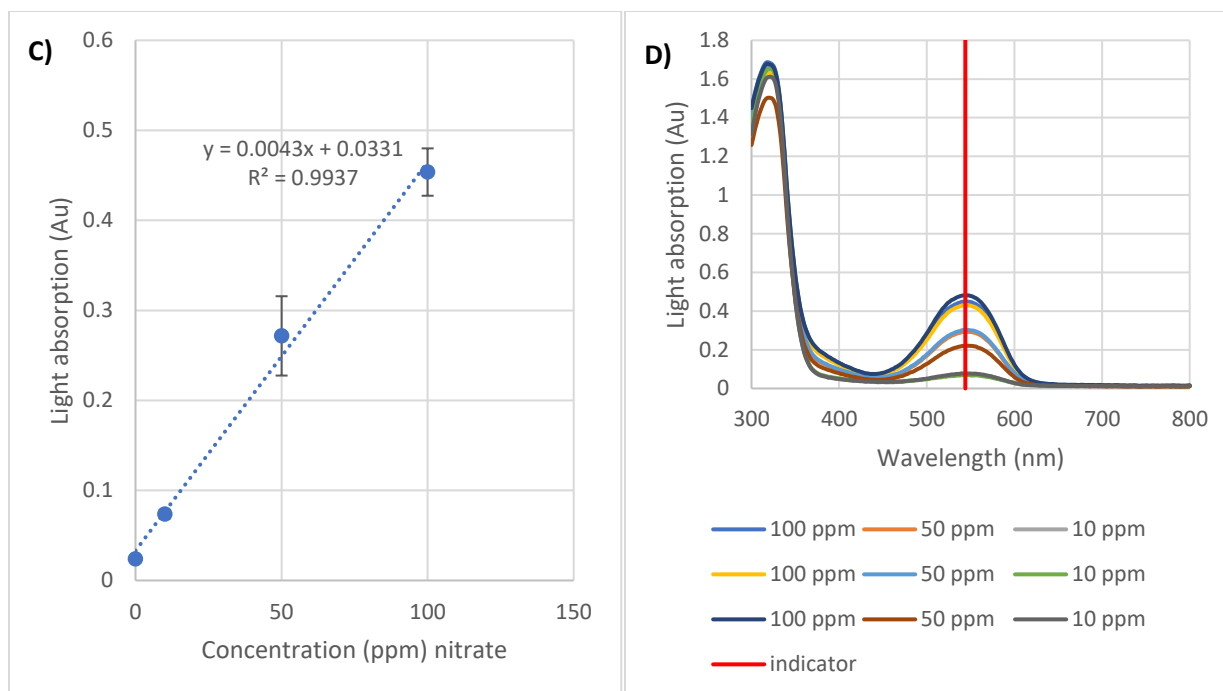 C)
0.6
0.5
0.4
0.3
0.2
0.1
0
y = 0.0043x + 0.0331
R² = 0.9937
Light absorption (Au)
0 50 100 150
Concentration (ppm) nitrate
D)
1.8
1.6
1.4
1.2
1
0.8
0.6
0.4
0.2
0
Light absorption (Au)
300 400 500 600 700 800
Wavelength (nm)
100 ppm 50 ppm 10 ppm
100 ppm 50 ppm 10 ppm
100 ppm 50 ppm 10 ppm
indicator